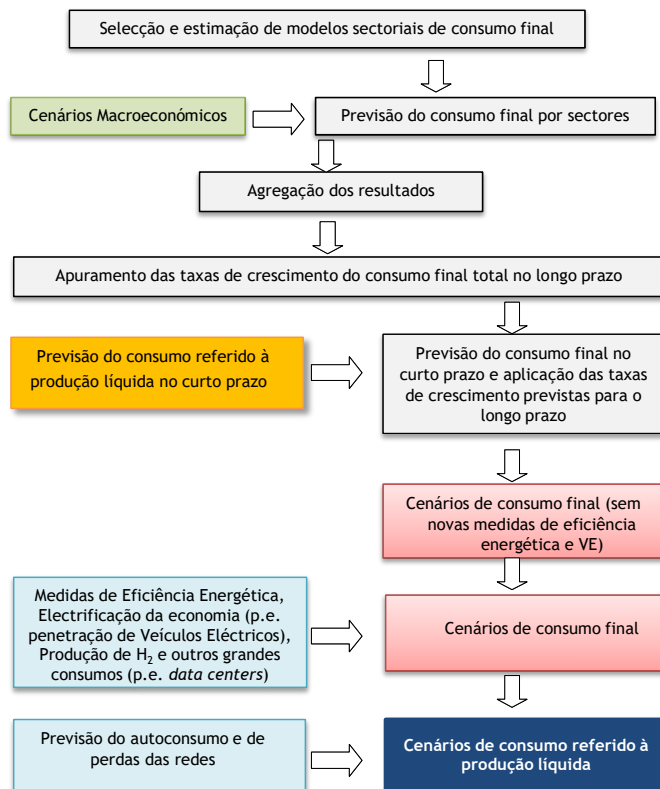 Selecção e estimação de modelos sectoriais de consumo final
Cenários Macroeconómicos
Previsão do consumo final por sectores
Agregação dos resultados
Apuramento das taxas de crescimento do consumo final total no longo prazo
Previsão do consumo referido à
produção líquida no curto prazo
Previsão do consumo final no
curto prazo e aplicação das taxas
de crescimento previstas para o
longo prazo
Cenários de consumo final (sem
novas medidas de eficiência
energética e VE)
Medidas de Eficiência Energética,
Electrificação da economia (p.e.
penetração de Veículos Eléctricos),
Produção de H₂ e outros grandes
consumos (p.e. data centers)
Cenários de consumo final
Previsão do autoconsumo e de
perdas das redes
Cenários de consumo referido à
produção líquida